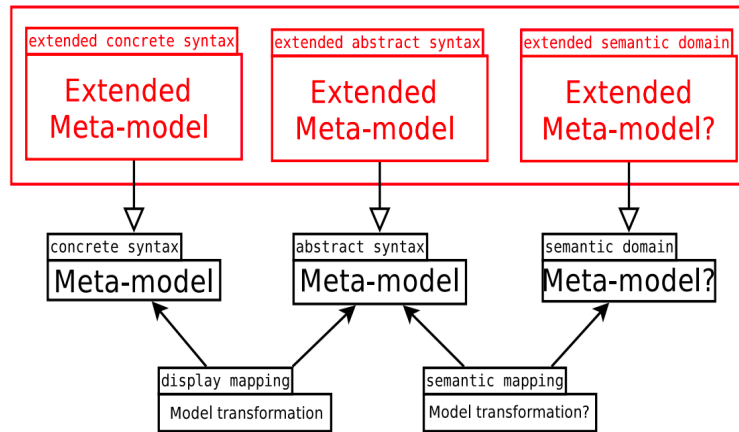 extended concrete syntax
Extended
Meta-model
extended abstract syntax
Extended
Meta-model
extended semantic domain
Extended
Meta-model?
concrete syntax
Meta-model
abstract syntax
Meta-model
semantic domain
Meta-model?
display mapping
Model transformation
semantic mapping
Model transformation?